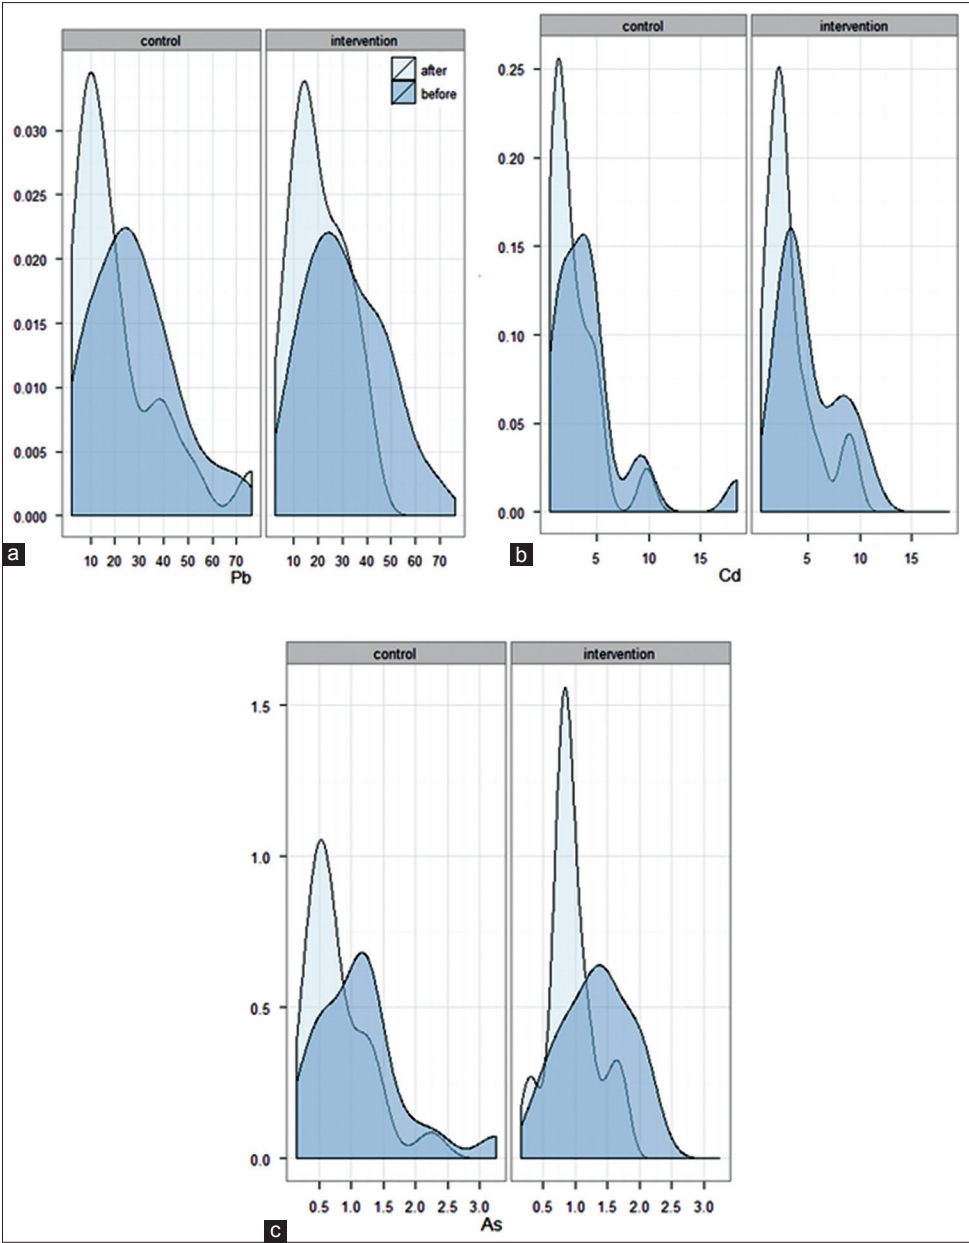 control intervention
after
before
0.030
0.025
0.020
0.015
0.010
0.005
0.000
10 20 30 40 50 60 70 10 20 30 40 50 60 70
Pb
a
control intervention
0.25
0.20
0.15
0.10
0.05
0.00
5 10 15 5 10 15
Cd
b
control intervention
1.5
1.0
0.5
0.0
0.5 1.0 1.5 2.0 2.5 3.0 0.5 1.0 1.5 2.0 2.5 3.0
As
c